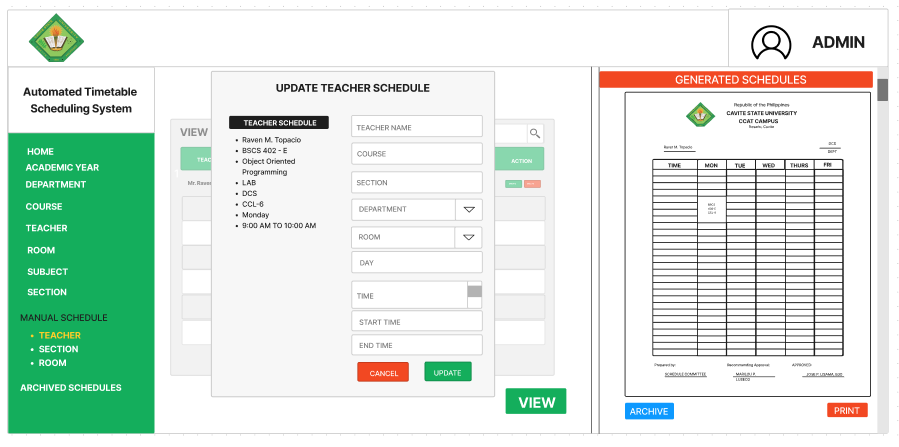 ADMIN
Automated Timetable
Scheduling System
HOME
ACADEMIC YEAR
DEPARTMENT
COURSE
TEACHER
ROOM
SUBJECT
SECTION
MANUAL SCHEDULE
• TEACHER
• SECTION
• ROOM
ARCHIVED SCHEDULES
VIEW
TEAC
ACTION
Mr. Raven
UPDATE TEACHER SCHEDULE
TEACHER SCHEDULE
• Raven M. Topacio
• BSCS 402 - E
• Object Oriented
Programming
• LAB
• DCS
• CCL-6
• Monday
• 9:00 AM TO 10:00 AM
TEACHER NAME
COURSE
SECTION
DEPARTMENT
ROOM
DAY
TIME
START TIME
END TIME
CANCEL
UPDATE
VIEW
GENERATED SCHEDULES
Republic of the Philippines
CAVITE STATE UNIVERSITY
CCAT CAMPUS
Rosario, Cavite
Raven M. Topacio
DCS
DEPT
TIME MON TUE WED THURS FRI
BSCS
Prepared by:
Recommending Approval:
APPROVED:
SCHEDULE COMMITTEE
MARILOU P.
LUSECO
ARCHIVE
PRINT